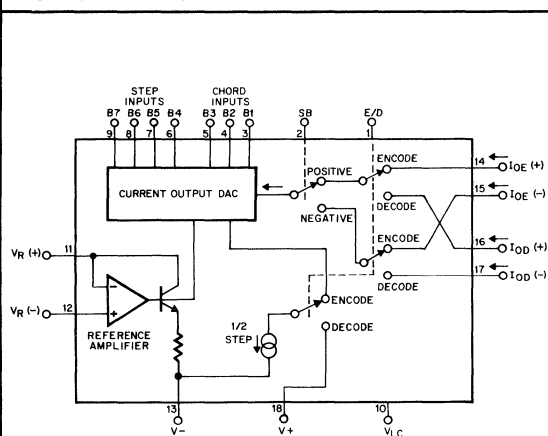 STEP INPUTS
CHORD INPUTS
B7 B6 B5 B4 B3 B2 B1 SB E/D
9 8 7 6 5 4 3 2 1
CURRENT OUTPUT DAC
POSITIVE
NEGATIVE
ENCODE
DECODE
ENCODE
DECODE
14 IOE (+)
15 IOE (-)
16 IOD (+)
17 IOD (-)
VR (+) 11
VR (-) 12
REFERENCE
AMPLIFIER
1/2
STEP
ENCODE
DECODE
13 18 10
V- V+ VLC